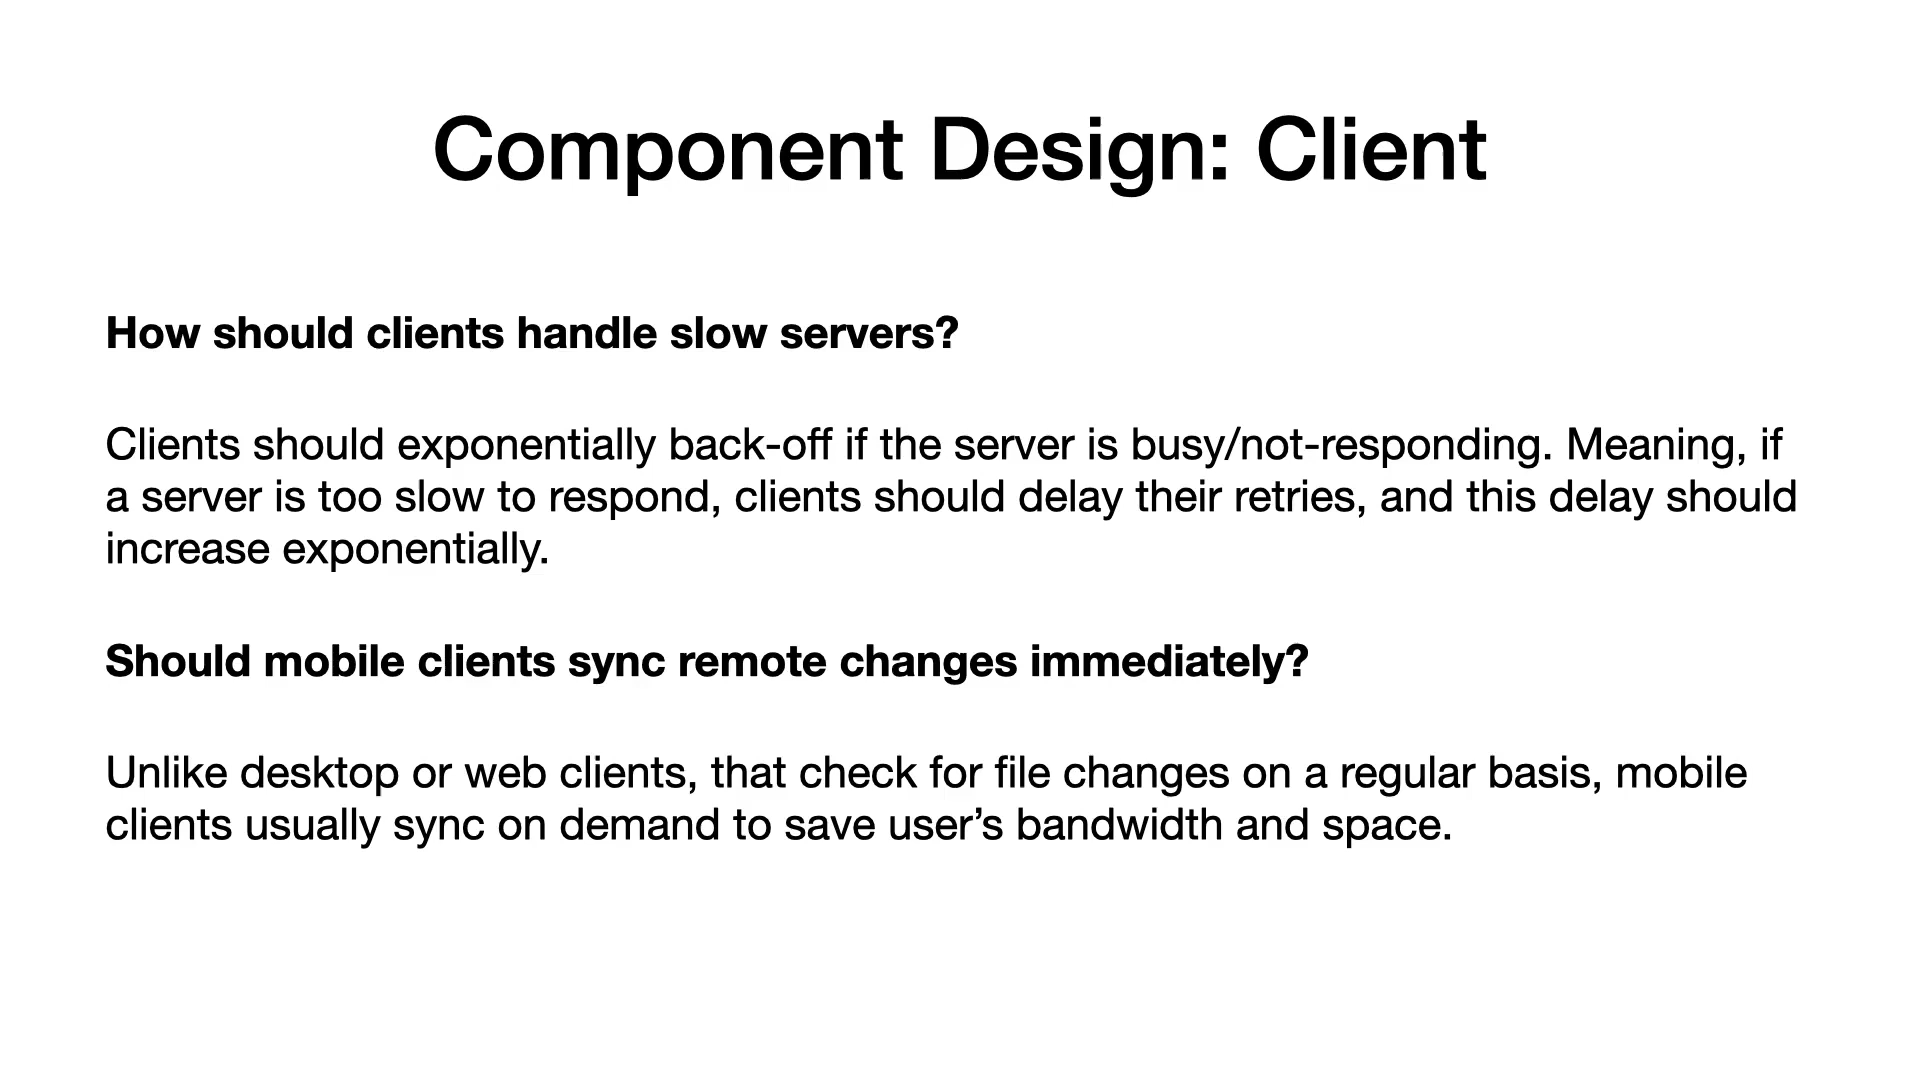 Component Design: Client
How should clients handle slow servers?
Clients should exponentially back-off if the server is busy/not-responding. Meaning, if
a server is too slow to respond, clients should delay their retries, and this delay should
increase exponentially.
Should mobile clients sync remote changes immediately?
Unlike desktop or web clients, that check for file changes on a regular basis, mobile
clients usually sync on demand to save user’s bandwidth and space.